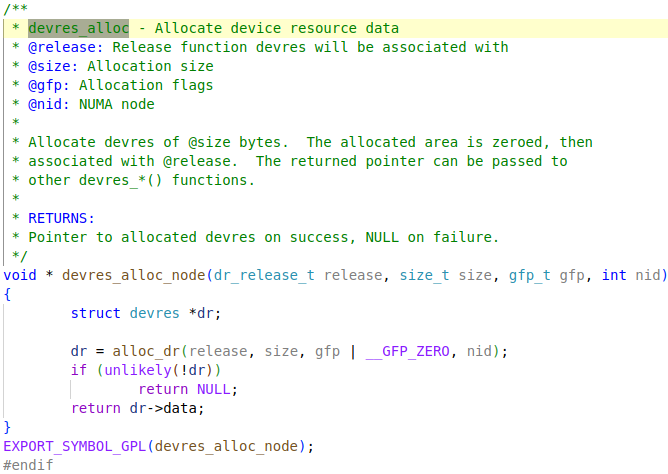 /**
 * devres_alloc - Allocate device resource data
 * @release: Release function devres will be associated with
 * @size: Allocation size
 * @gfp: Allocation flags
 * @nid: NUMA node
 *
 * Allocate devres of @size bytes.  The allocated area is zeroed, then
 * associated with @release.  The returned pointer can be passed to
 * other devres_*() functions.
 *
 * RETURNS:
 * Pointer to allocated devres on success, NULL on failure.
 */
void * devres_alloc_node(dr_release_t release, size_t size, gfp_t gfp, int nid)
{
        struct devres *dr;

        dr = alloc_dr(release, size, gfp | __GFP_ZERO, nid);
        if (unlikely(!dr))
                return NULL;
        return dr->data;
}
EXPORT_SYMBOL_GPL(devres_alloc_node);
#endif